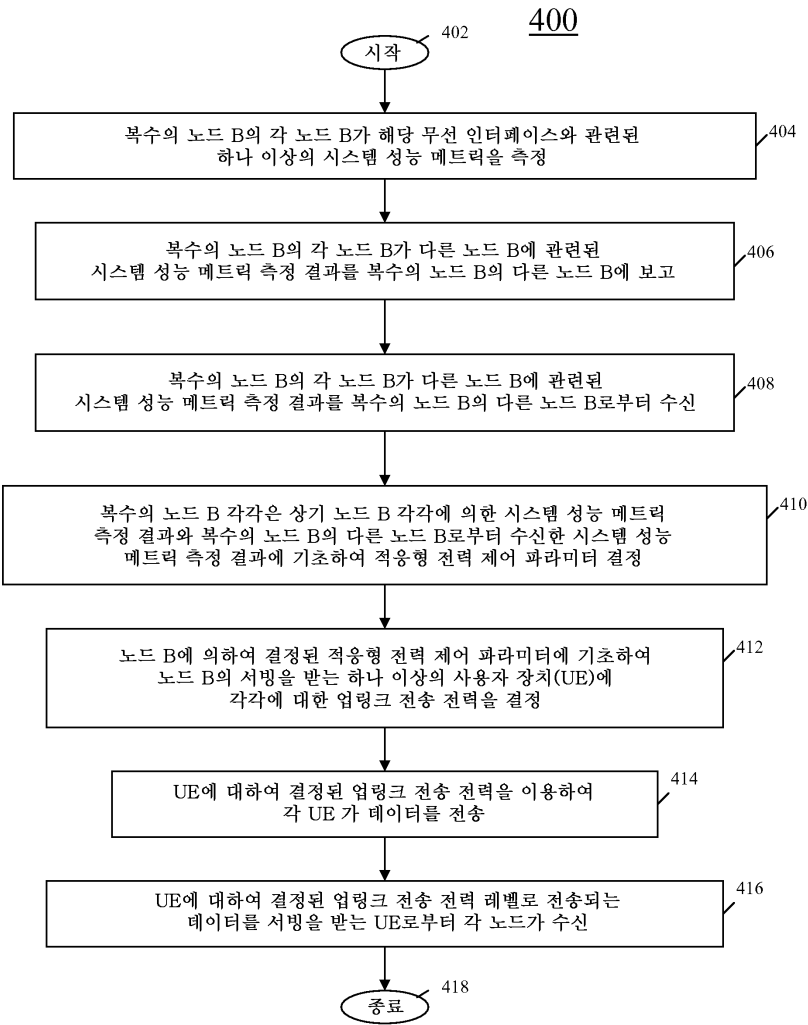 400
시작
402
복수의 노드 B의 각 노드 B가 해당 무선 인터페이스와 관련된
하나 이상의 시스템 성능 메트릭을 측정
404
복수의 노드 B의 각 노드 B가 다른 노드 B에 관련된
시스템 성능 메트릭 측정 결과를 복수의 노드 B의 다른 노드 B에 보고
406
복수의 노드 B의 각 노드 B가 다른 노드 B에 관련된
시스템 성능 메트릭 측정 결과를 복수의 노드 B의 다른 노드 B로부터 수신
408
복수의 노드 B 각각은 상기 노드 B 각각에 의한 시스템 성능 메트릭
측정 결과와 복수의 노드 B의 다른 노드 B로부터 수신한 시스템 성능
메트릭 측정 결과에 기초하여 적응형 전력 제어 파라미터 결정
410
노드 B에 의하여 결정된 적응형 전력 제어 파라미터에 기초하여
노드 B의 서빙을 받는 하나 이상의 사용자 장치(UE)에
각각에 대한 업링크 전송 전력을 결정
412
UE에 대하여 결정된 업링크 전송 전력을 이용하여
각 UE 가 데이터를 전송
414
UE에 대하여 결정된 업링크 전송 전력 레벨로 전송되는
데이터를 서빙을 받는 UE로부터 각 노드가 수신
416
종료
418